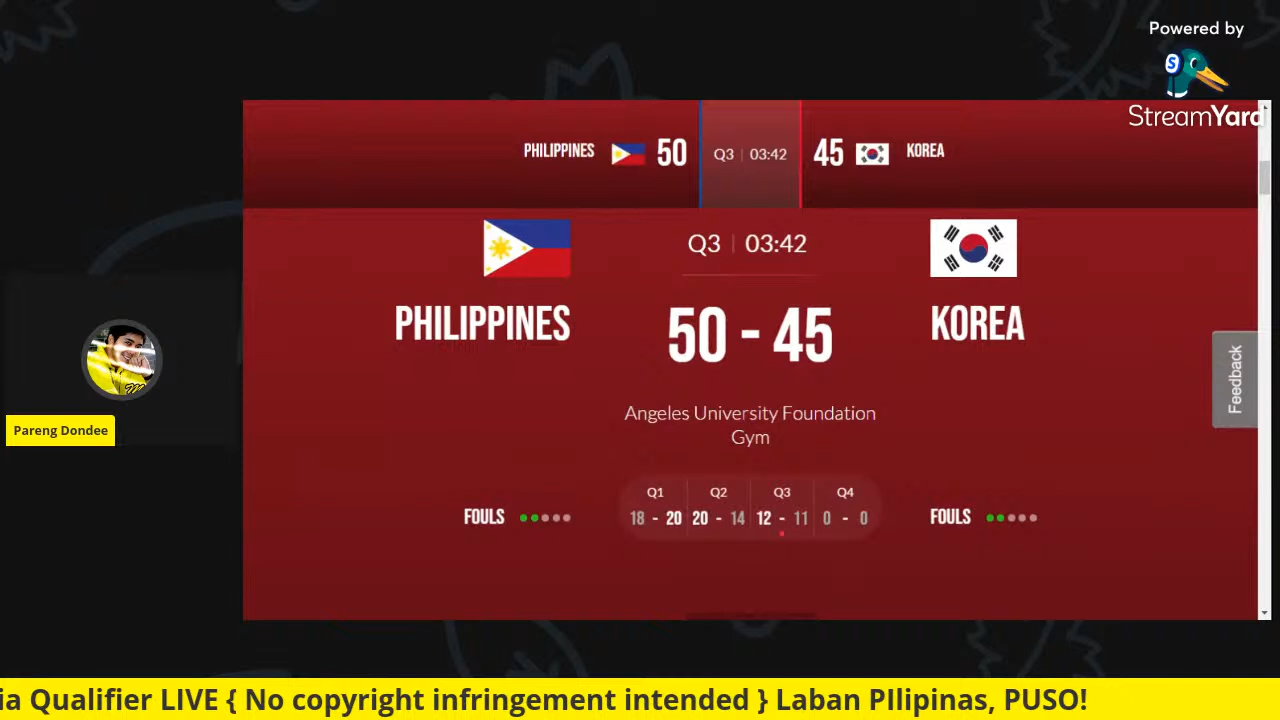 Powered by
StreamYard
PHILIPPINES 50 Q3 | 03:42 45 KOREA
Q3 | 03:42
PHILIPPINES 50 - 45 KOREA
Angeles University Foundation
Gym
Feedback
Pareng Dondee
Q1 Q2 Q3 Q4
FOULS 18 - 20 20 - 14 12 - 11 0 - 0 FOULS
ia Qualifier LIVE { No copyright infringement intended } Laban PIlipinas, PUSO!